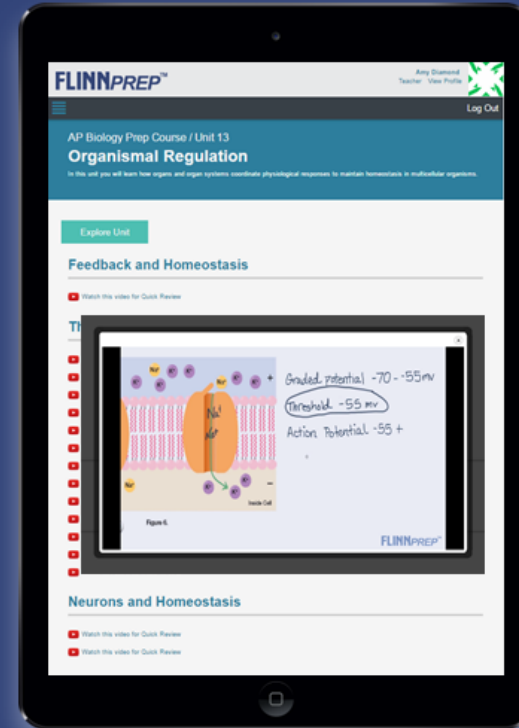 FLINNPREP™
Amy Diamond
Teacher View Profile
Log Out
AP Biology Prep Course / Unit 13
Organismal Regulation
In this unit you will learn how organs and organ systems coordinate physiological responses to maintain homeostasis in multicellular organisms.
Explore Unit
Feedback and Homeostasis
Watch this video for Quick Review
Th
Graded potential -70 - -55mv
Threshold -55 mv
Action Potential -55 +
Na+
+
Na+
Na+
Na+
−
Inside Cell
Figure 6.
FLINNPREP™
Neurons and Homeostasis
Watch this video for Quick Review
Watch this video for Quick Review